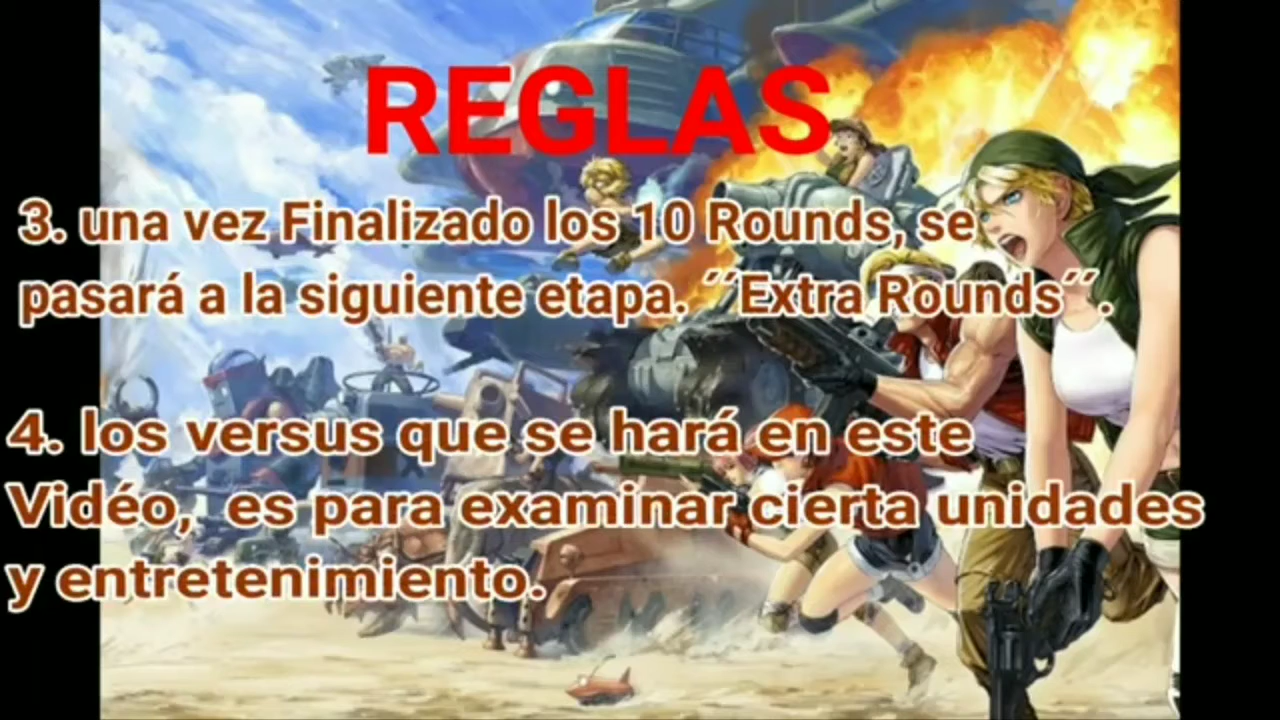 REGLAS
3. una vez Finalizado los 10 Rounds, se
pasará a la siguiente etapa. ´´Extra Rounds´´.
4. los versus que se hará en este
Vidéo, es para examinar cierta unidades
y entretenimiento.